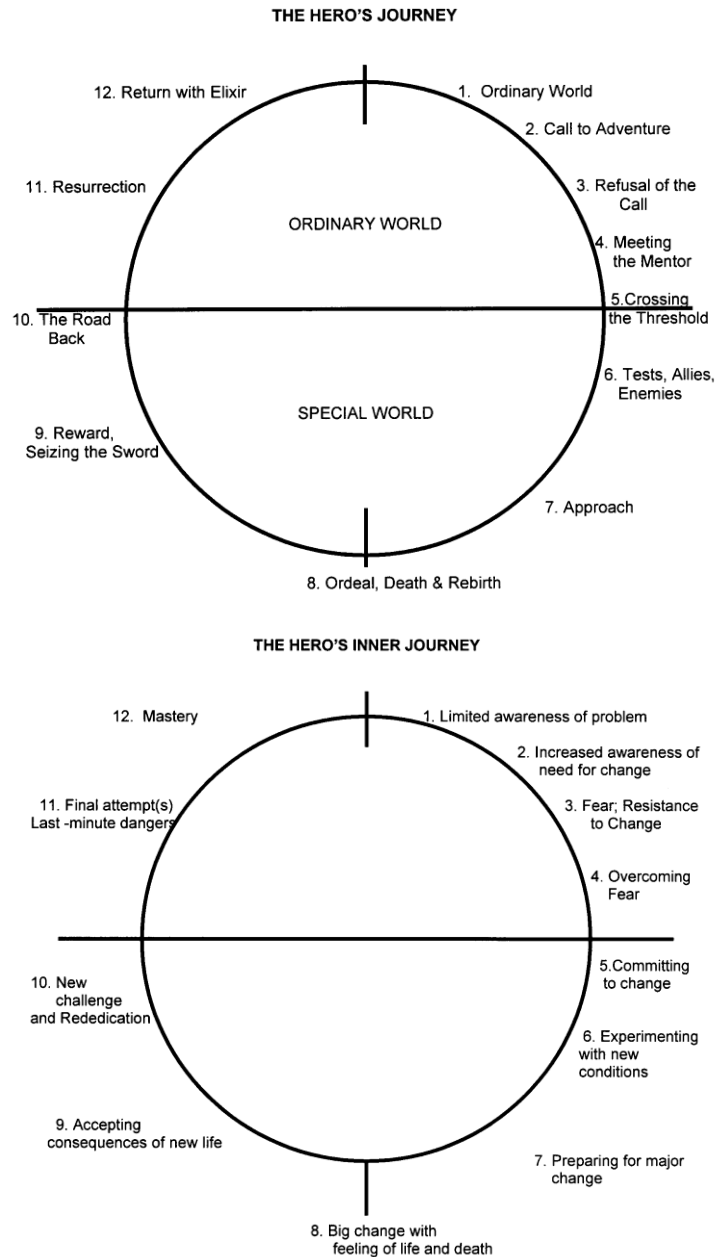 THE HERO'S JOURNEY
1. Ordinary World
2. Call to Adventure
3. Refusal of the
Call
4. Meeting
the Mentor
5.Crossing
the Threshold
6. Tests, Allies,
Enemies
7. Approach
8. Ordeal, Death & Rebirth
9. Reward,
Seizing the Sword
10. The Road
Back
11. Resurrection
12. Return with Elixir
ORDINARY WORLD
SPECIAL WORLD
THE HERO'S INNER JOURNEY
1. Limited awareness of problem
2. Increased awareness of
need for change
3. Fear; Resistance
to Change
4. Overcoming
Fear
5.Committing
to change
6. Experimenting
with new
conditions
7. Preparing for major
change
8. Big change with
feeling of life and death
9. Accepting
consequences of new life
10. New
challenge
and Rededication
11. Final attempt(s)
Last -minute dangers
12. Mastery